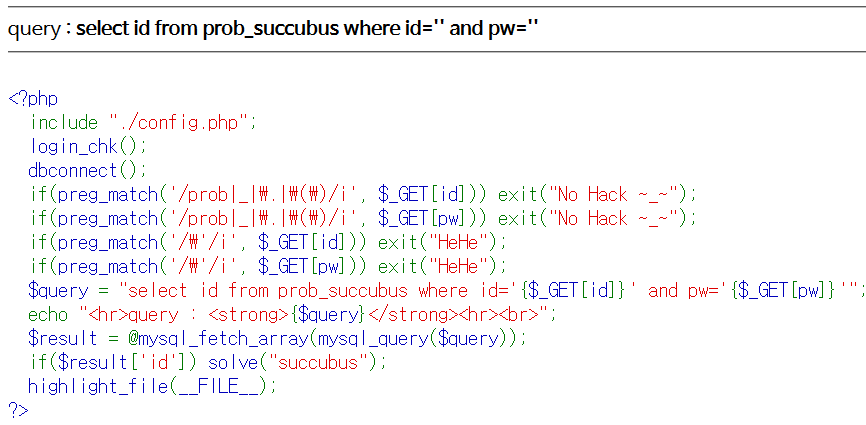 query : select id from prob_succubus where id='' and pw=''
<?php
include "./config.php";
login_chk();
dbconnect();
if(preg_match('/prob|_|₩.|₩(₩)/i', $_GET[id])) exit("No Hack ~_~");
if(preg_match('/prob|_|₩.|₩(₩)/i', $_GET[pw])) exit("No Hack ~_~");
if(preg_match('/₩'/i', $_GET[id])) exit("HeHe");
if(preg_match('/₩'/i', $_GET[pw])) exit("HeHe");
$query = "select id from prob_succubus where id='{$_GET[id]}' and pw='{$_GET[pw]}'";
echo "<hr>query : <strong>{$query}</strong><hr><br>";
$result = @mysql_fetch_array(mysql_query($query));
if($result['id']) solve("succubus");
highlight_file(__FILE__);
?>